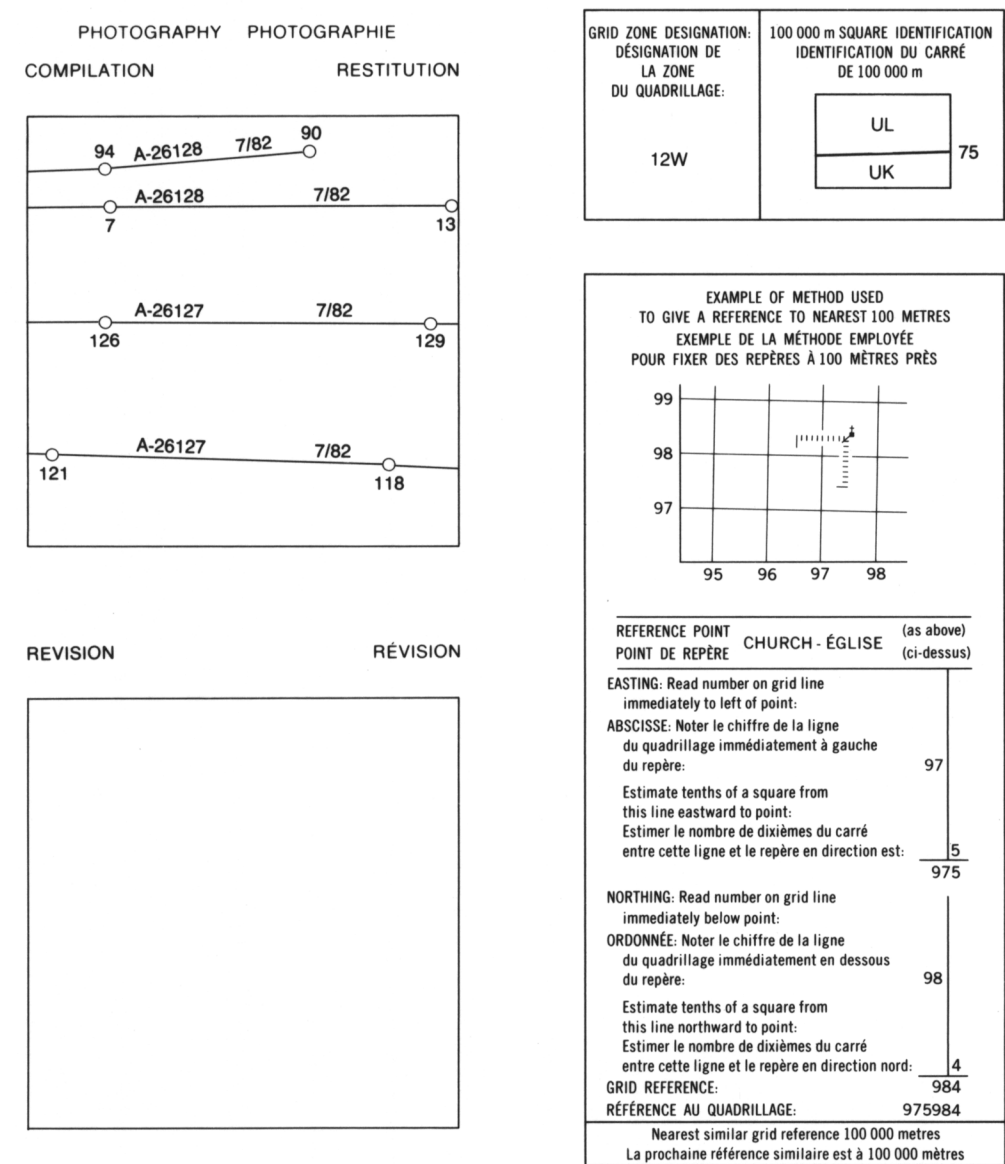 PHOTOGRAPHY PHOTOGRAPHIE
COMPILATION RESTITUTION
94 A-26128 7/82 90
A-26128 7/82
7 13
A-26127 7/82
126 129
A-26127 7/82
121 118
REVISION RÉVISION
GRID ZONE DESIGNATION:
DÉSIGNATION DE
LA ZONE
DU QUADRILLAGE:
12W
100 000 m SQUARE IDENTIFICATION
IDENTIFICATION DU CARRÉ
DE 100 000 m
UL
75
UK
EXAMPLE OF METHOD USED
TO GIVE A REFERENCE TO NEAREST 100 METRES
EXEMPLE DE LA MÉTHODE EMPLOYÉE
POUR FIXER DES REPÈRES À 100 MÈTRES PRÈS
99
98
97
95 96 97 98
REFERENCE POINT
POINT DE REPÈRE
CHURCH - ÉGLISE
(as above)
(ci-dessus)
EASTING: Read number on grid line
immediately to left of point:
ABSCISSE: Noter le chiffre de la ligne
du quadrillage immédiatement à gauche
du repère: 97
Estimate tenths of a square from
this line eastward to point:
Estimer le nombre de dixièmes du carré
entre cette ligne et le repère en direction est: 5
975
NORTHING: Read number on grid line
immediately below point:
ORDONNÉE: Noter le chiffre de la ligne
du quadrillage immédiatement en dessous
du repère: 98
Estimate tenths of a square from
this line northward to point:
Estimer le nombre de dixièmes du carré
entre cette ligne et le repère en direction nord: 4
GRID REFERENCE: 984
RÉFÉRENCE AU QUADRILLAGE: 975984
Nearest similar grid reference 100 000 metres
La prochaine référence similaire est à 100 000 mètres